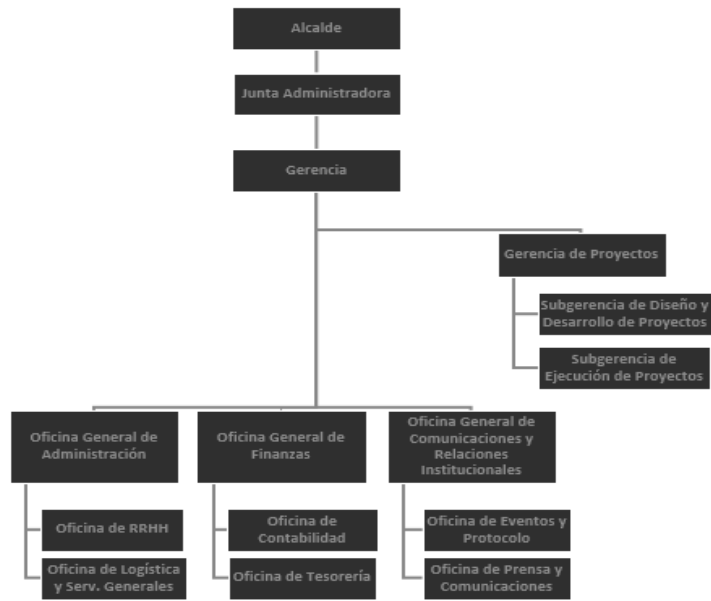 Alcalde
Junta Administradora
Gerencia
Gerencia de Proyectos
Subgerencia de Diseño y
Desarrollo de Proyectos
Subgerencia de
Ejecución de Proyectos
Oficina General de
Administración
Oficina de RRHH
Oficina de Logística
y Serv. Generales
Oficina General de
Finanzas
Oficina de
Contabilidad
Oficina de Tesorería
Oficina General de
Comunicaciones y
Relaciones
Institucionales
Oficina de Eventos y
Protocolo
Oficina de Prensa y
Comunicaciones